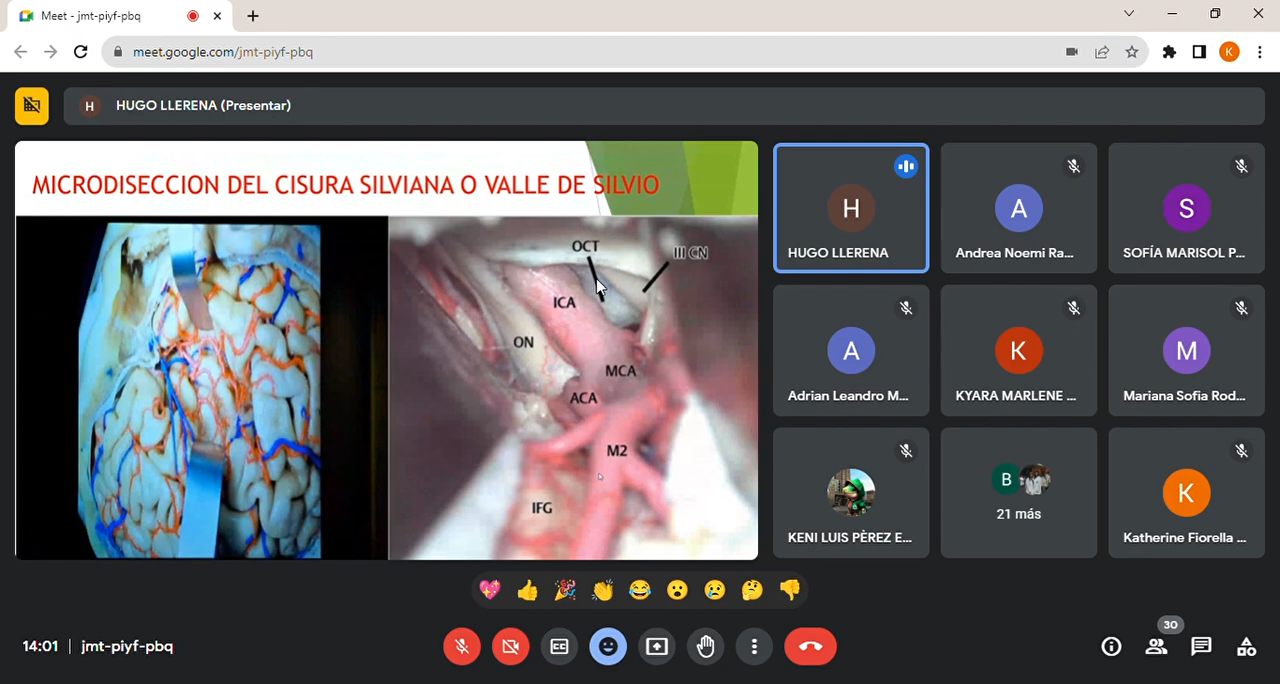 Meet - jmt-piyf-pbq
meet.google.com/jmt-piyf-pbq
K
H HUGO LLERENA (Presentar)
MICRODISECCION DEL CISURA SILVIANA O VALLE DE SILVIO
OCT
III CN
ICA
ON
MCA
ACA
M2
IFG
H
HUGO LLERENA
A
Andrea Noemi Ra...
S
SOFÍA MARISOL P...
A
Adrian Leandro M...
K
KYARA MARLENE ...
M
Mariana Sofia Rod...
KENI LUIS PÈREZ E...
B
21 más
K
Katherine Fiorella ...
14:01 | jmt-piyf-pbq
CC
30